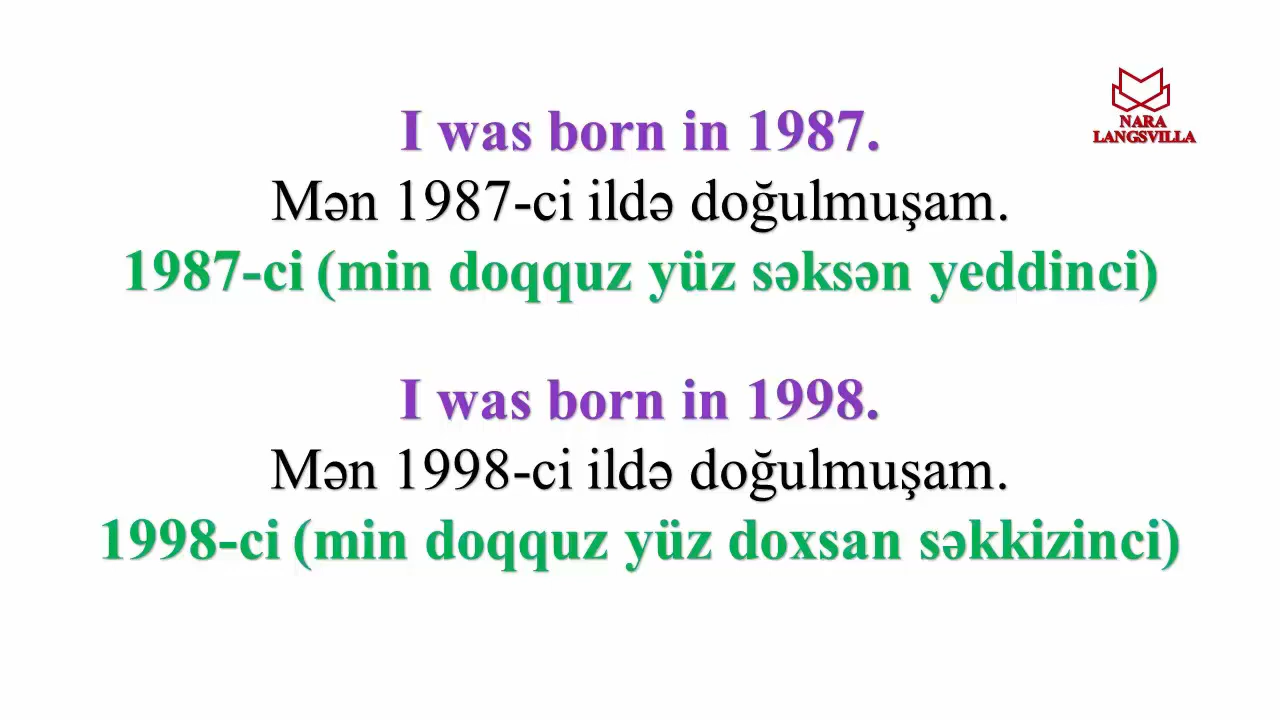 I was born in 1987.
Mən 1987-ci ildə doğulmuşam.
1987-ci (min doqquz yüz səksən yeddinci)
I was born in 1998.
Mən 1998-ci ildə doğulmuşam.
1998-ci (min doqquz yüz doxsan səkkizinci)
NARA
LANGSVILLA